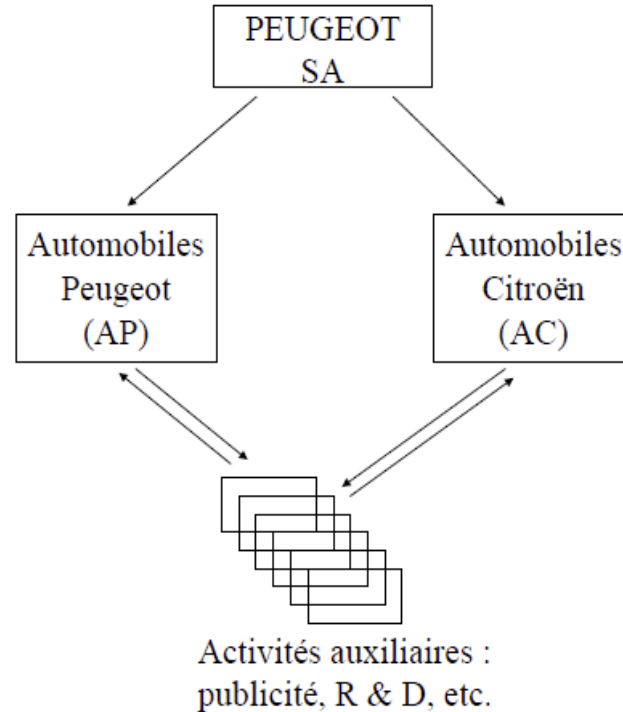 PEUGEOT
SA
Automobiles
Peugeot
(AP)
Automobiles
Citroën
(AC)
Activités auxiliaires :
publicité, R & D, etc.